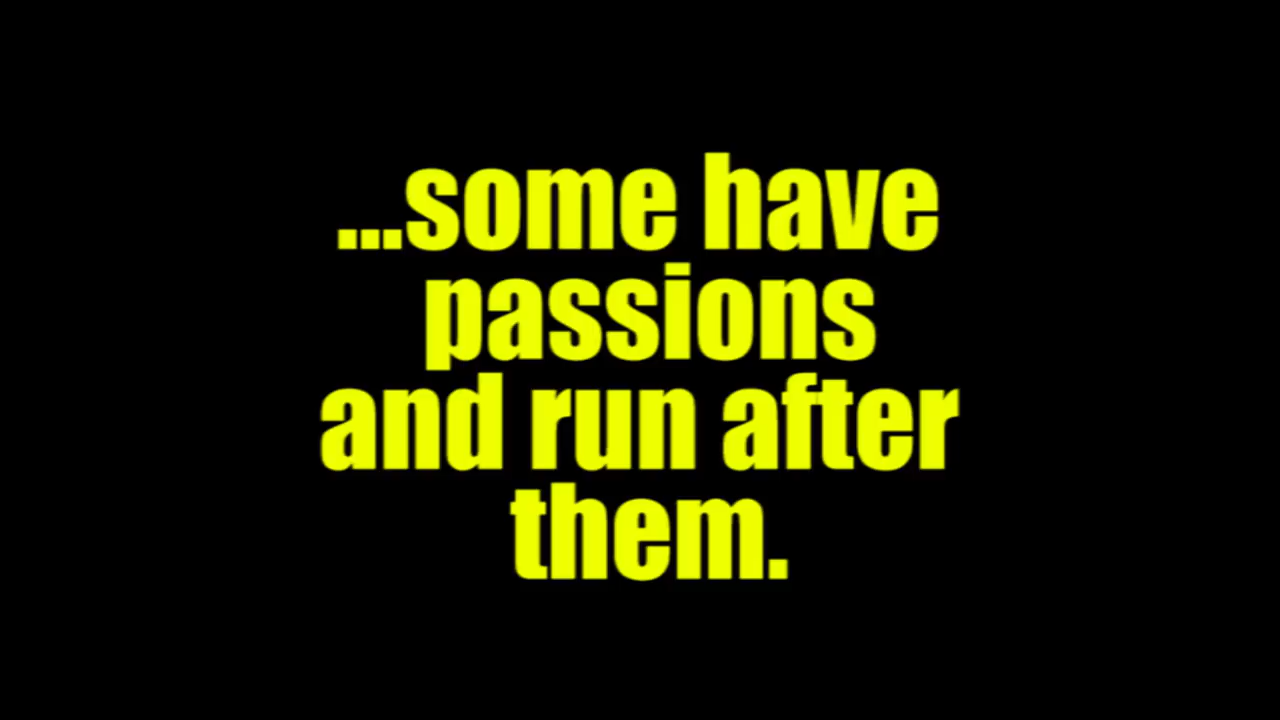 ...some have
passions
and run after
them.